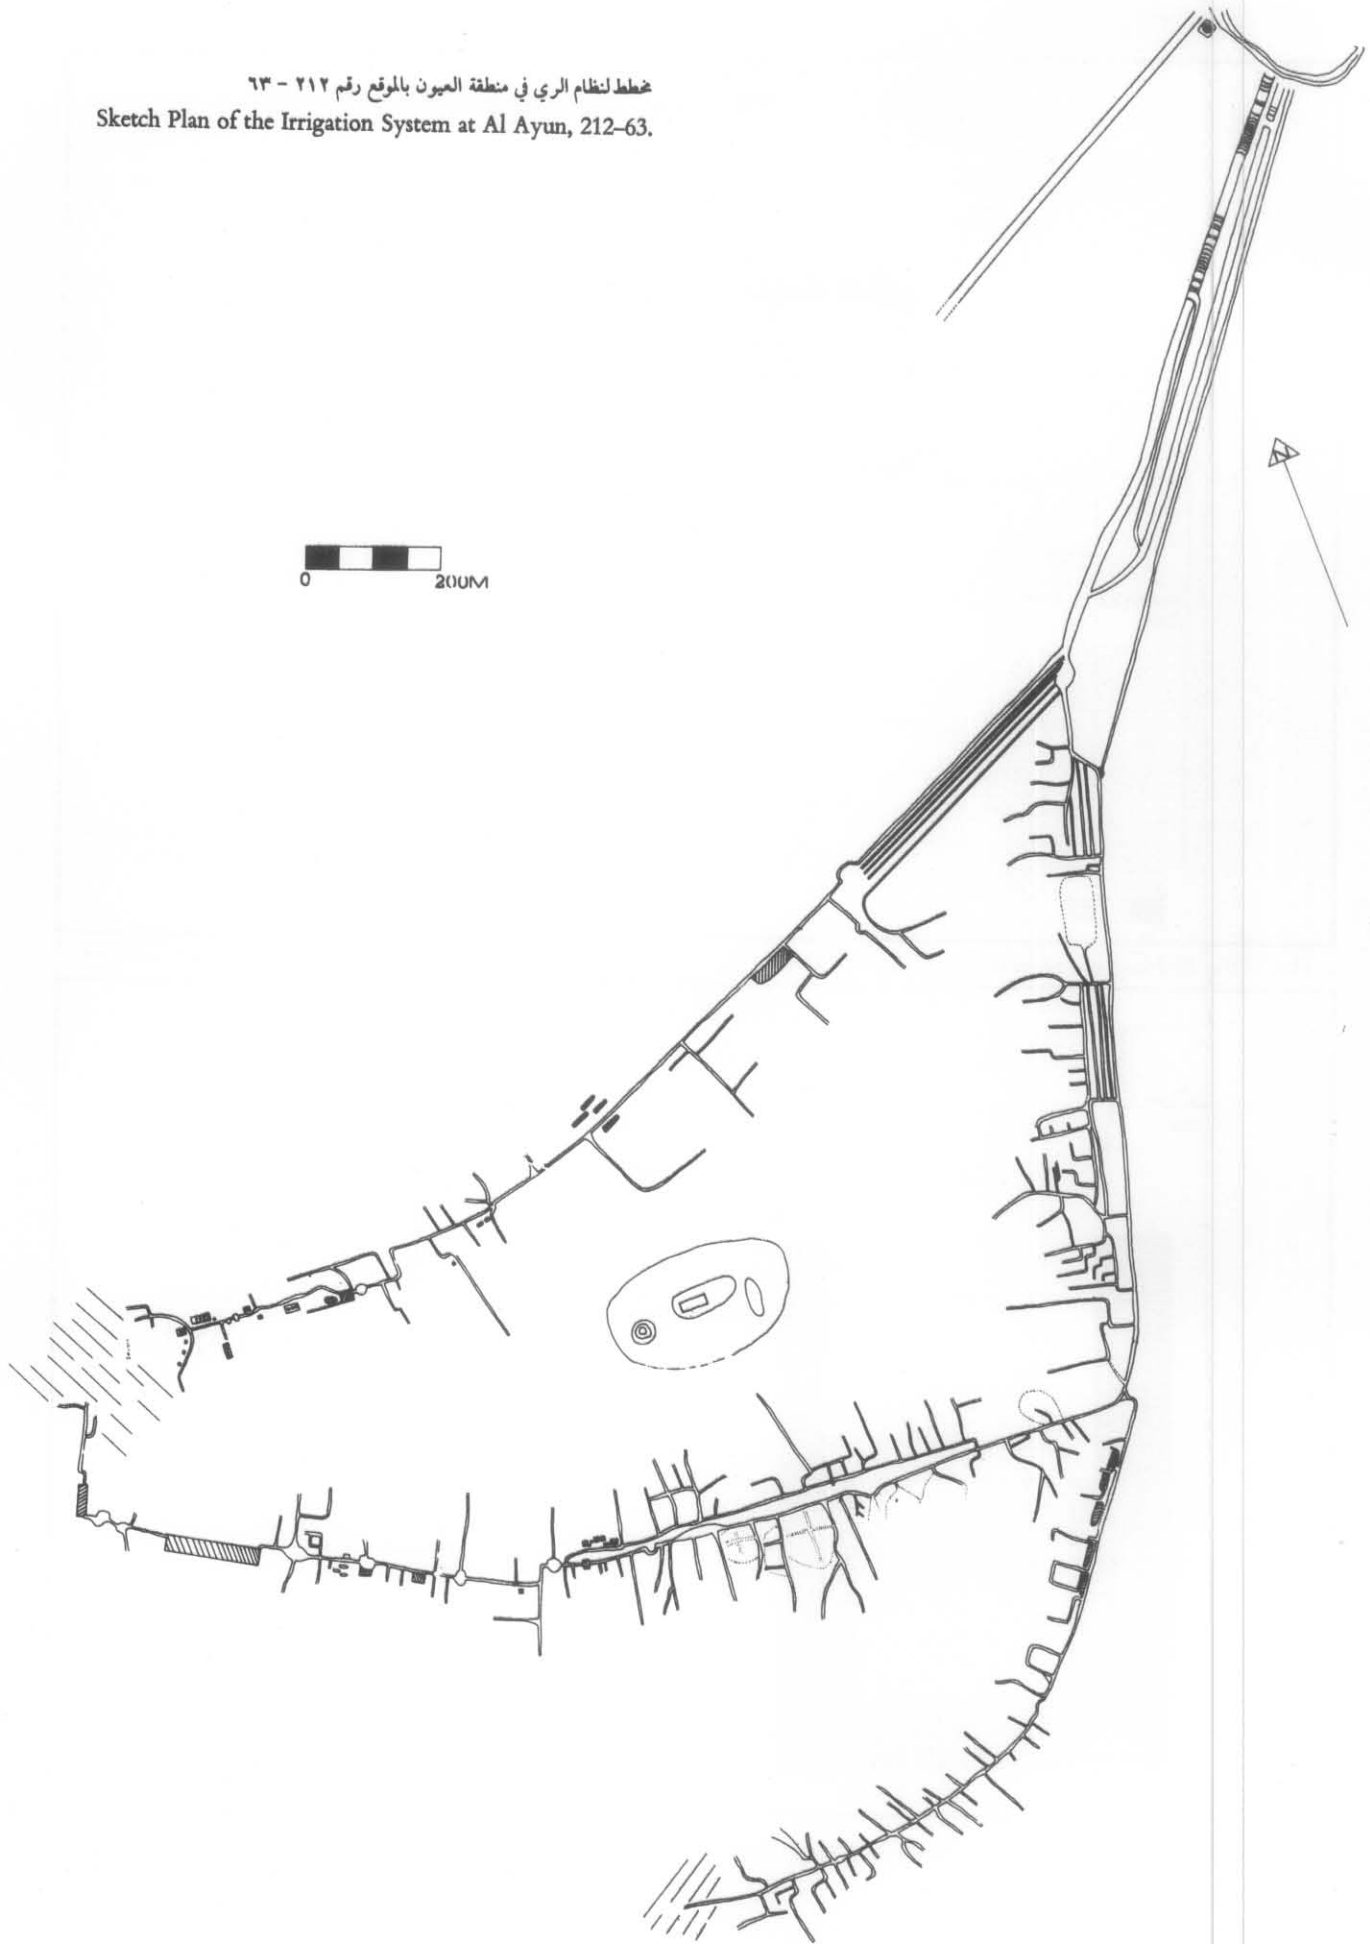 مخطط لنظام الري في منطقة العيون بالموقع رقم ٢١٢ - ٦٣
Sketch Plan of the Irrigation System at Al Ayun, 212–63.
N
0 200M